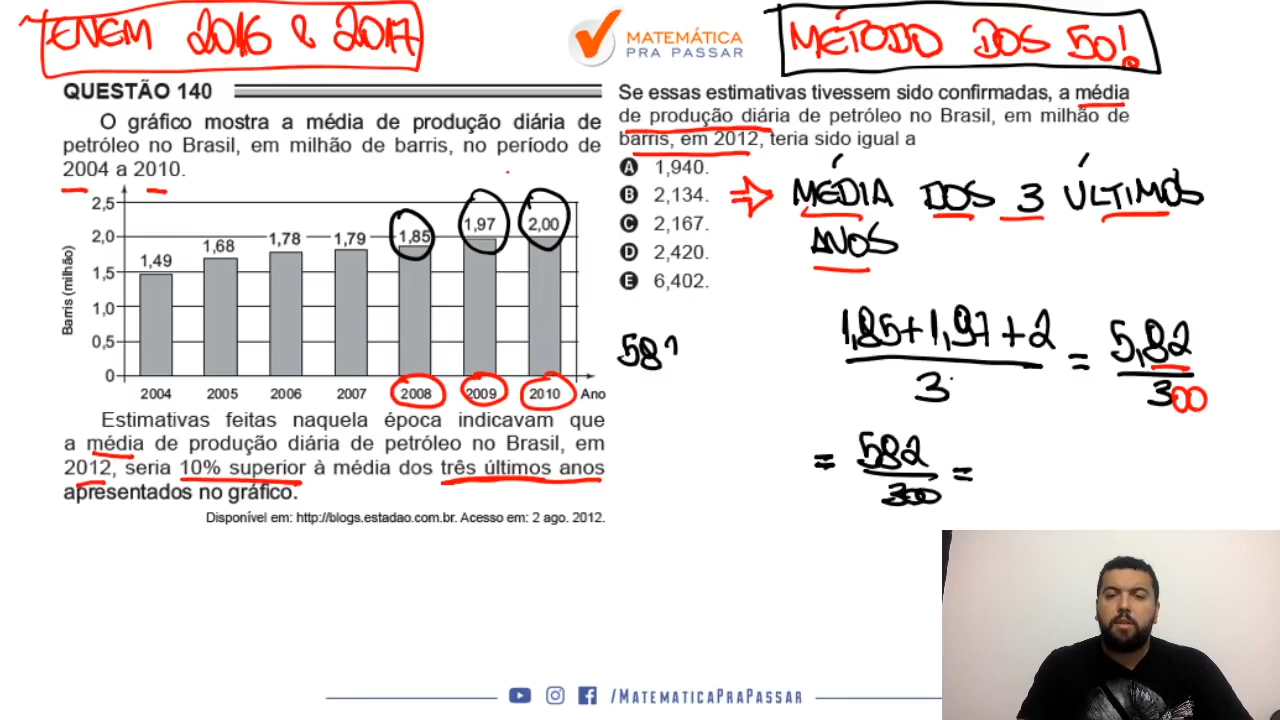 ENEM 2016 e 2017
MATEMÁTICA
PRA PASSAR
MÉTODO DOS 50!
QUESTÃO 140
O gráfico mostra a média de produção diária de
petróleo no Brasil, em milhão de barris, no período de
2004 a 2010.
Barris (milhão)
2,5
2,0
1,5
1,0
0,5
0
1,49
1,68
1,78
1,79
1,85
1,97
2,00
2004 2005 2006 2007 2008 2009 2010 Ano
Estimativas feitas naquela época indicavam que
a média de produção diária de petróleo no Brasil, em
2012, seria 10% superior à média dos três últimos anos
apresentados no gráfico.
Disponível em: http://blogs.estadao.com.br. Acesso em: 2 ago. 2012.
Se essas estimativas tivessem sido confirmadas, a média
de produção diária de petróleo no Brasil, em milhão de
barris, em 2012, teria sido igual a
A 1,940.
B 2,134.
C 2,167.
D 2,420.
E 6,402.
⇒ MÉDIA DOS 3 ÚLTIMOS
ANOS
1,85+1,97+2 = 5,82
3 300
= 582 =
300
/MATEMATICAPRAPASSAR